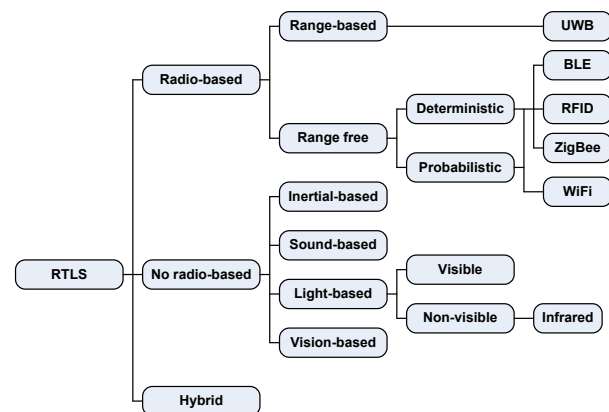 Range-based
UWB
BLE
Radio-based
Deterministic
RFID
Range free
ZigBee
Probabilistic
WiFi
Inertial-based
Sound-based
Visible
RTLS
No radio-based
Light-based
Non-visible
Infrared
Vision-based
Hybrid